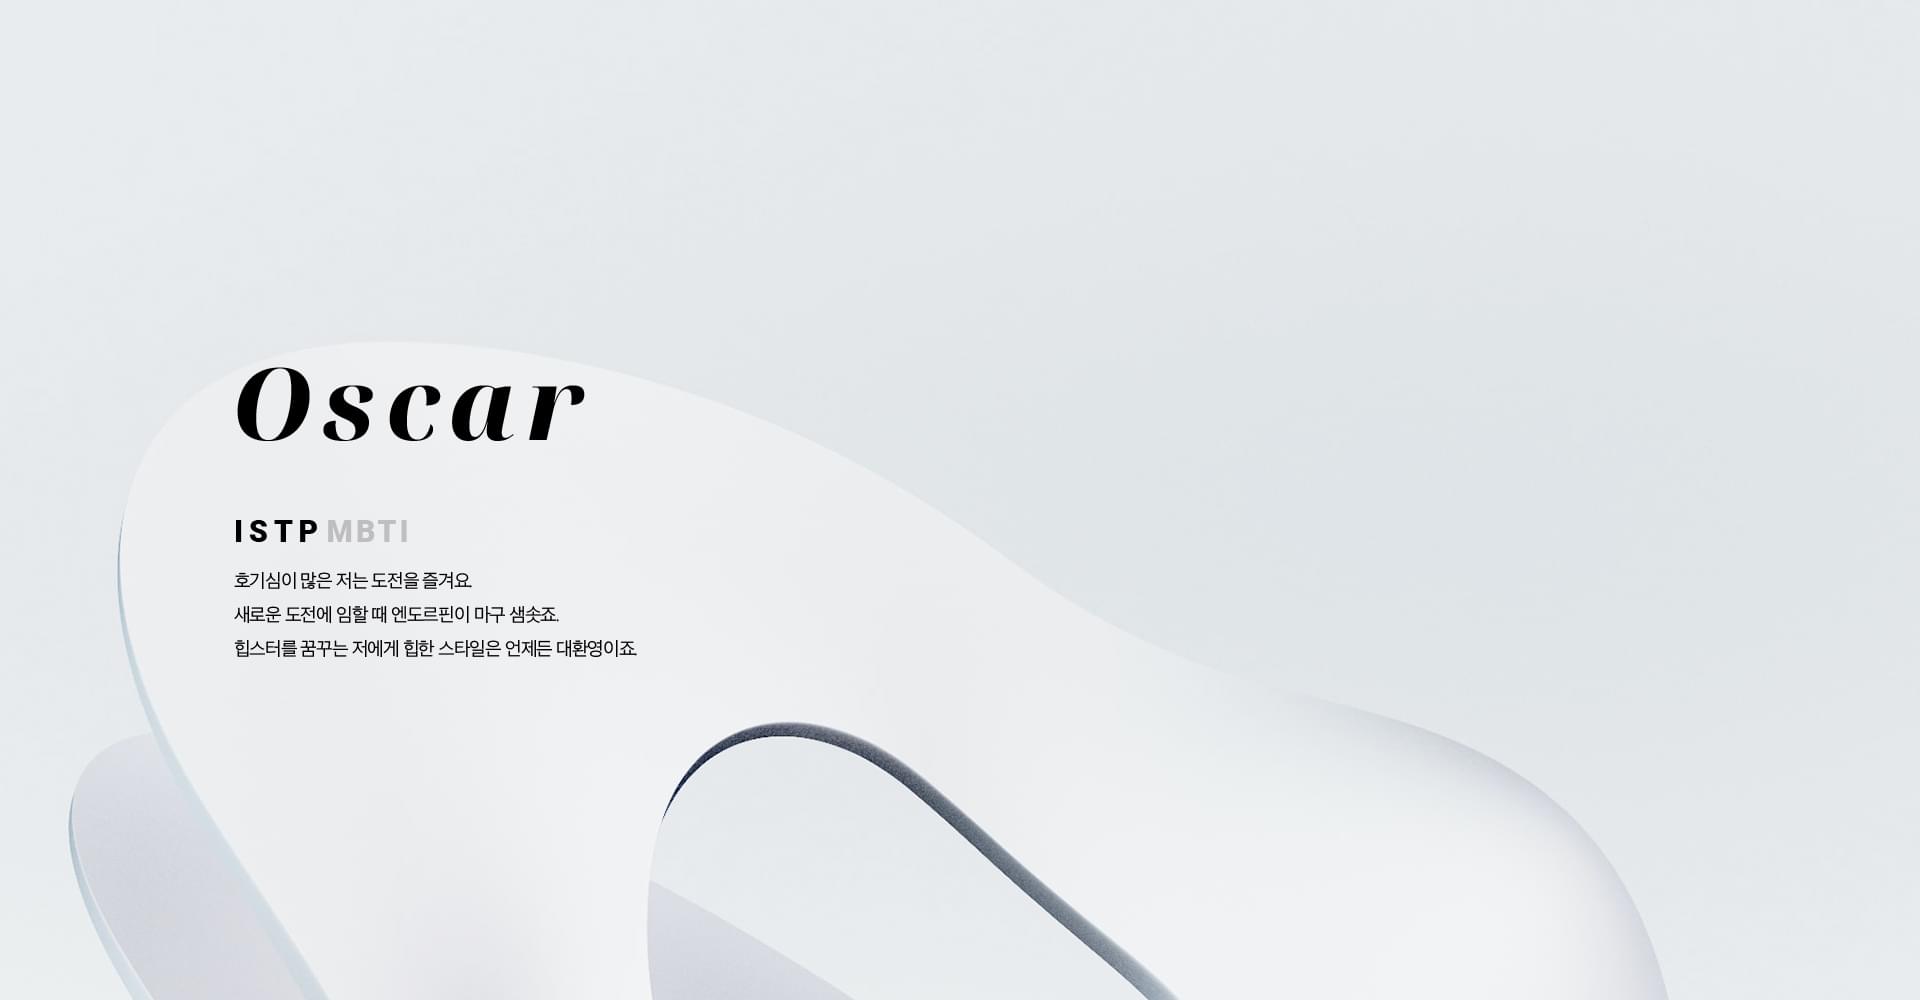 Oscar
ISTP MBTI
호기심이 많은 저는 도전을 즐겨요.
새로운 도전에 임할 때 엔도르핀이 마구 샘솟죠.
힙스터를 꿈꾸는 저에게 힙한 스타일은 언제든 대환영이죠.